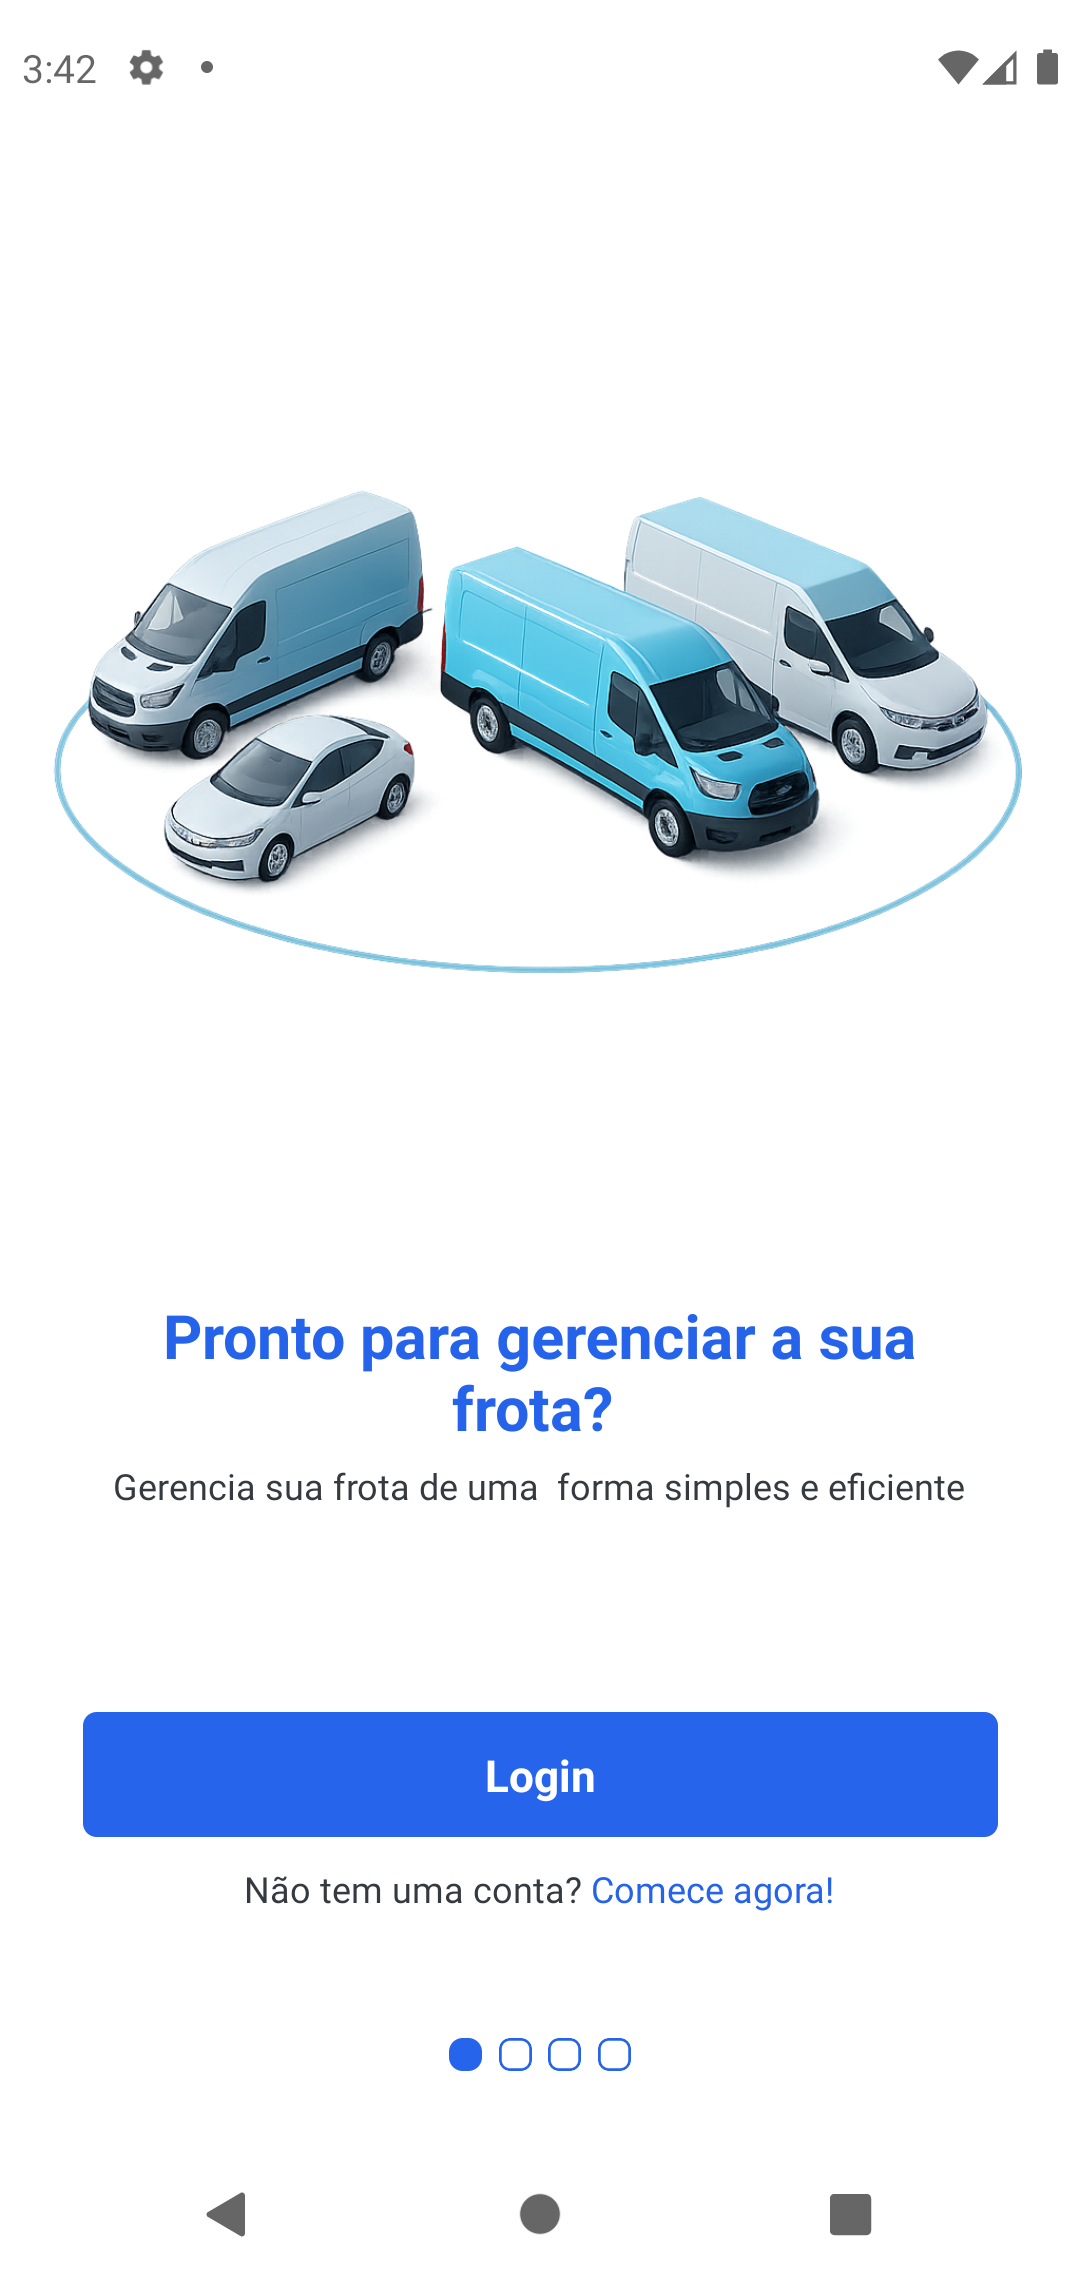 3:42
Pronto para gerenciar a sua
frota?
Gerencia sua frota de uma  forma simples e eficiente
Login
Não tem uma conta? Comece agora!